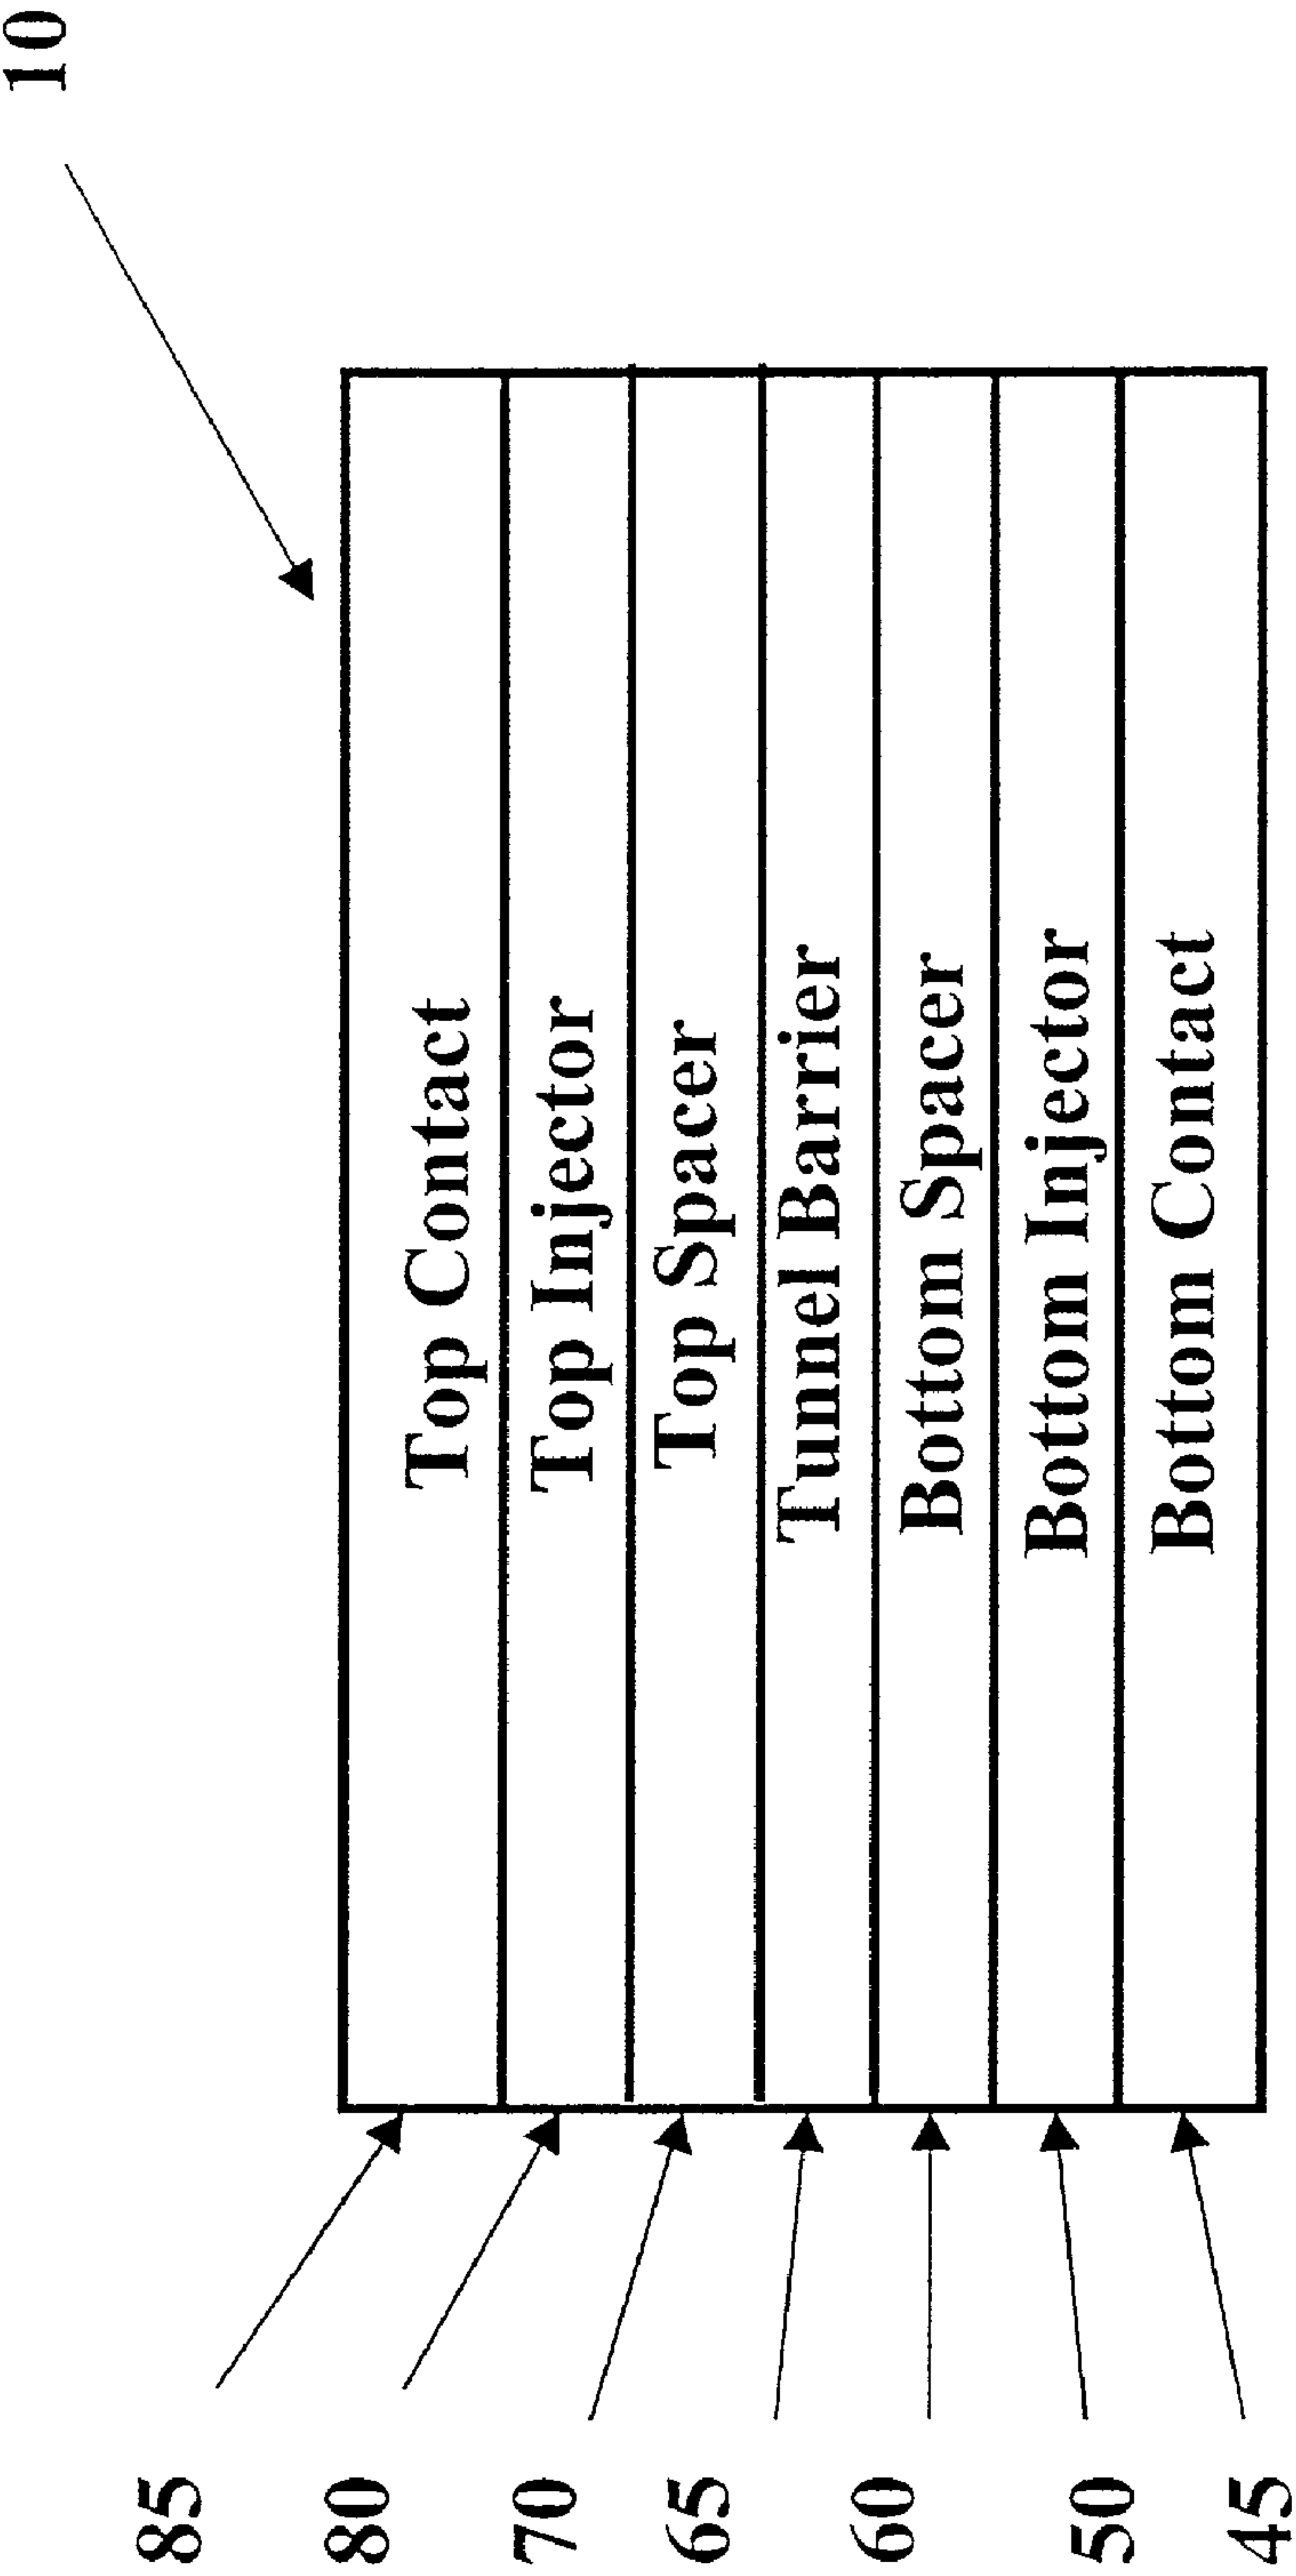 10
85
Top Contact
80
Top Injector
70
Top Spacer
65
Tunnel Barrier
60
Bottom Spacer
50
Bottom Injector
45
Bottom Contact